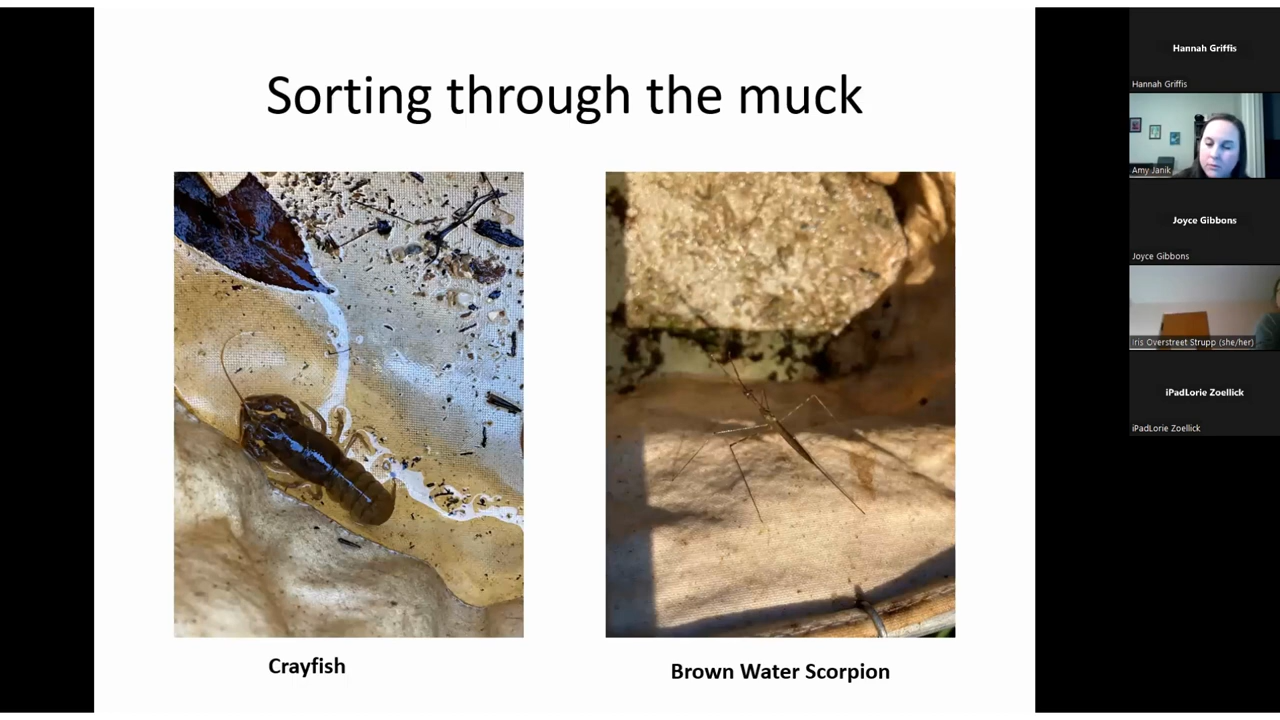 Sorting through the muck
Crayfish
Brown Water Scorpion
Hannah Griffis
Hannah Griffis
Amy Janik
Joyce Gibbons
Joyce Gibbons
Iris Overstreet Strupp (she/her)
iPadLorie Zoellick
iPadLorie Zoellick